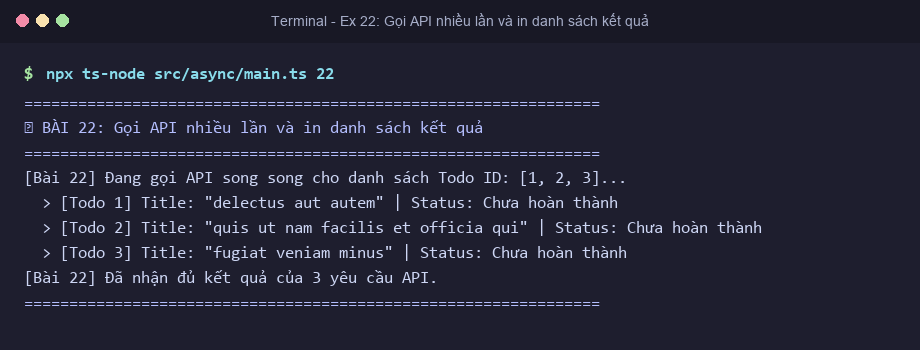 Terminal - Ex 22: Gọi API nhiều lần và in danh sách kết quả
$ npx ts-node src/async/main.ts 22
================================================================
BÀI 22: Gọi API nhiều lần và in danh sách kết quả
================================================================
[Bài 22] Đang gọi API song song cho danh sách Todo ID: [1, 2, 3]...
> [Todo 1] Title: "delectus aut autem" | Status: Chưa hoàn thành
> [Todo 2] Title: "quis ut nam facilis et officia qui" | Status: Chưa hoàn thành
> [Todo 3] Title: "fugiat veniam minus" | Status: Chưa hoàn thành
[Bài 22] Đã nhận đủ kết quả của 3 yêu cầu API.
================================================================